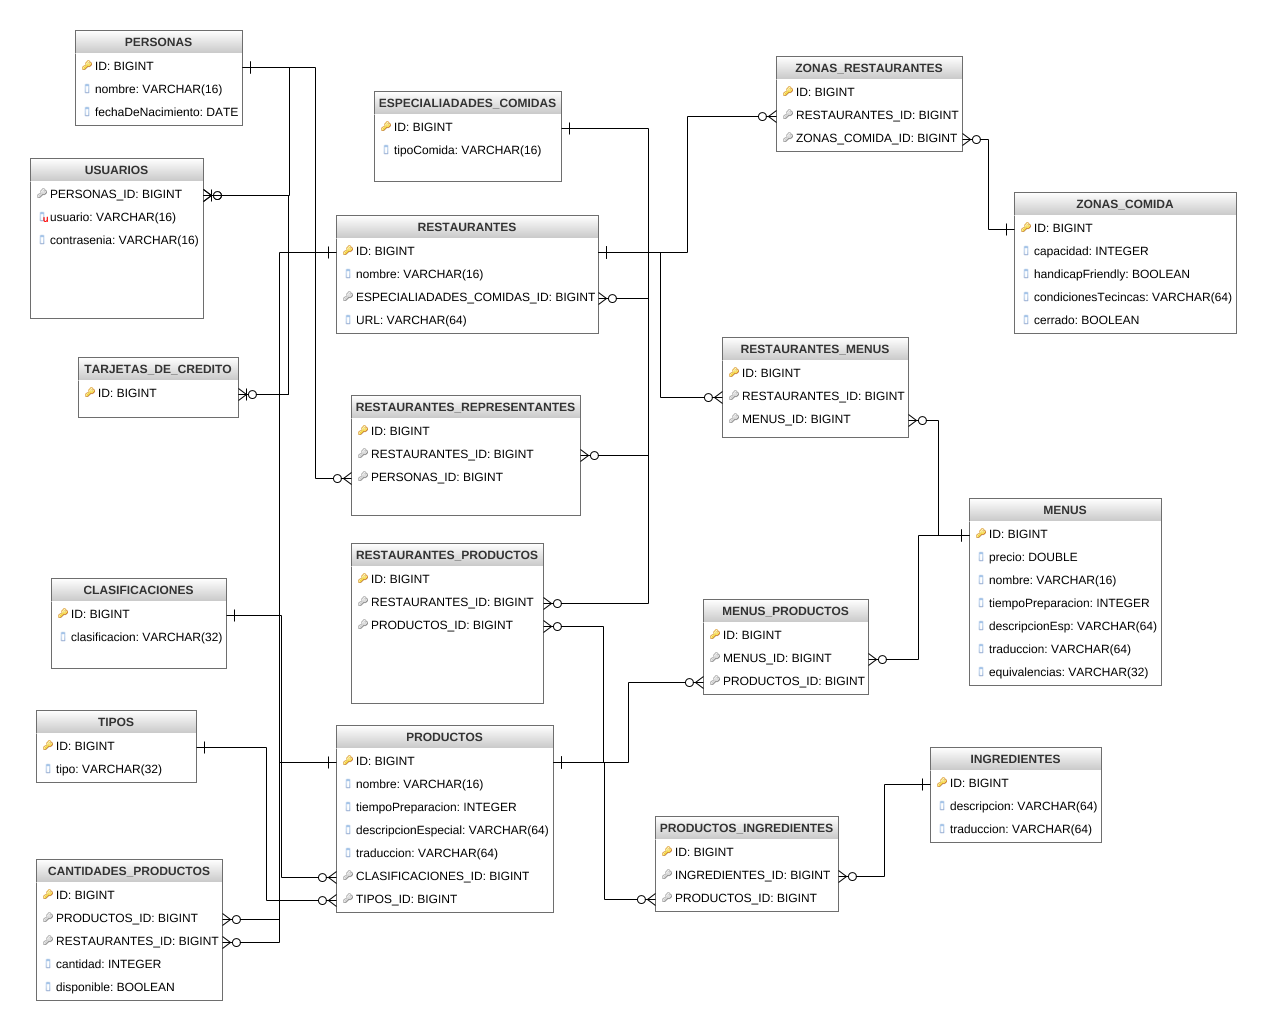 PERSONAS
ID: BIGINT
nombre: VARCHAR(16)
fechaDeNacimiento: DATE
USUARIOS
PERSONAS_ID: BIGINT
usuario: VARCHAR(16)
contrasenia: VARCHAR(16)
TARJETAS_DE_CREDITO
ID: BIGINT
CLASIFICACIONES
ID: BIGINT
clasificacion: VARCHAR(32)
TIPOS
ID: BIGINT
tipo: VARCHAR(32)
CANTIDADES_PRODUCTOS
ID: BIGINT
PRODUCTOS_ID: BIGINT
RESTAURANTES_ID: BIGINT
cantidad: INTEGER
disponible: BOOLEAN
ESPECIALIADADES_COMIDAS
ID: BIGINT
tipoComida: VARCHAR(16)
RESTAURANTES
ID: BIGINT
nombre: VARCHAR(16)
ESPECIALIADADES_COMIDAS_ID: BIGINT
URL: VARCHAR(64)
RESTAURANTES_REPRESENTANTES
ID: BIGINT
RESTAURANTES_ID: BIGINT
PERSONAS_ID: BIGINT
RESTAURANTES_PRODUCTOS
ID: BIGINT
RESTAURANTES_ID: BIGINT
PRODUCTOS_ID: BIGINT
PRODUCTOS
ID: BIGINT
nombre: VARCHAR(16)
tiempoPreparacion: INTEGER
descripcionEspecial: VARCHAR(64)
traduccion: VARCHAR(64)
CLASIFICACIONES_ID: BIGINT
TIPOS_ID: BIGINT
ZONAS_RESTAURANTES
ID: BIGINT
RESTAURANTES_ID: BIGINT
ZONAS_COMIDA_ID: BIGINT
ZONAS_COMIDA
ID: BIGINT
capacidad: INTEGER
handicapFriendly: BOOLEAN
condicionesTecincas: VARCHAR(64)
cerrado: BOOLEAN
RESTAURANTES_MENUS
ID: BIGINT
RESTAURANTES_ID: BIGINT
MENUS_ID: BIGINT
MENUS
ID: BIGINT
precio: DOUBLE
nombre: VARCHAR(16)
tiempoPreparacion: INTEGER
descripcionEsp: VARCHAR(64)
traduccion: VARCHAR(64)
equivalencias: VARCHAR(32)
MENUS_PRODUCTOS
ID: BIGINT
MENUS_ID: BIGINT
PRODUCTOS_ID: BIGINT
INGREDIENTES
ID: BIGINT
descripcion: VARCHAR(64)
traduccion: VARCHAR(64)
PRODUCTOS_INGREDIENTES
ID: BIGINT
INGREDIENTES_ID: BIGINT
PRODUCTOS_ID: BIGINT